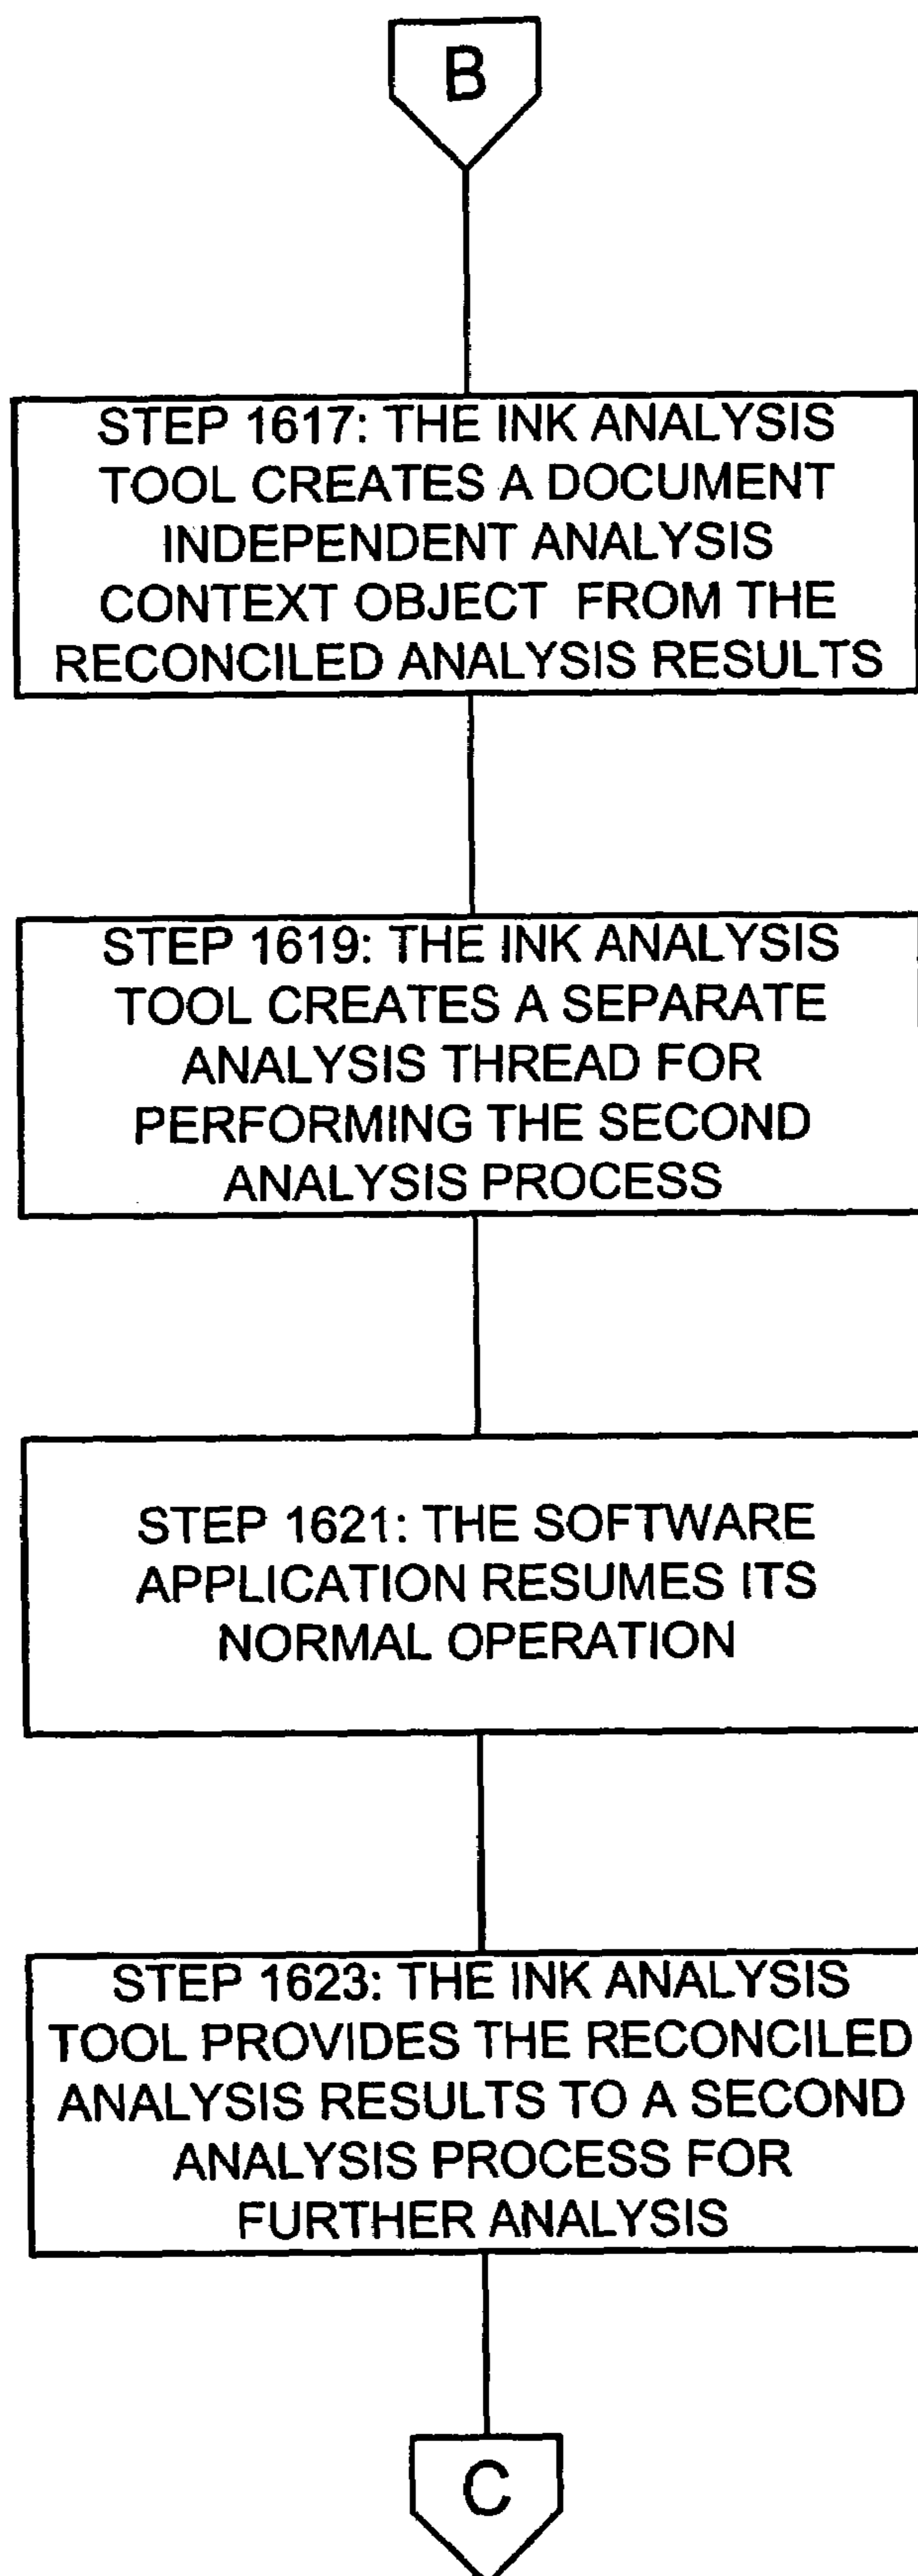 B
STEP 1617: THE INK ANALYSIS
TOOL CREATES A DOCUMENT
INDEPENDENT ANALYSIS
CONTEXT OBJECT FROM THE
RECONCILED ANALYSIS RESULTS
STEP 1619: THE INK ANALYSIS
TOOL CREATES A SEPARATE
ANALYSIS THREAD FOR
PERFORMING THE SECOND
ANALYSIS PROCESS
STEP 1621: THE SOFTWARE
APPLICATION RESUMES ITS
NORMAL OPERATION
STEP 1623: THE INK ANALYSIS
TOOL PROVIDES THE RECONCILED
ANALYSIS RESULTS TO A SECOND
ANALYSIS PROCESS FOR
FURTHER ANALYSIS
C